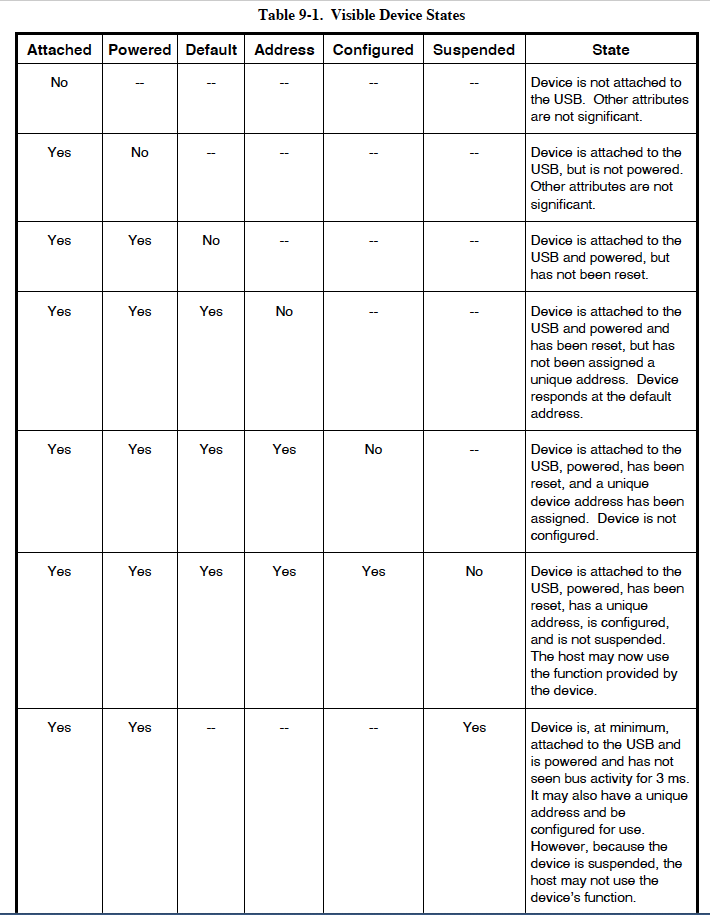 Table 9-1. Visible Device States
Attached Powered Default Address Configured Suspended State
No -- -- -- -- -- Device is not attached to
the USB. Other attributes
are not significant.
Yes No -- -- -- -- Device is attached to the
USB, but is not powered.
Other attributes are not
significant.
Yes Yes No -- -- -- Device is attached to the
USB and powered, but
has not been reset.
Yes Yes Yes No -- -- Device is attached to the
USB and powered and
has been reset, but has
not been assigned a
unique address. Device
responds at the default
address.
Yes Yes Yes Yes No -- Device is attached to the
USB, powered, has been
reset, and a unique
device address has been
assigned. Device is not
configured.
Yes Yes Yes Yes Yes No Device is attached to the
USB, powered, has been
reset, has a unique
address, is configured,
and is not suspended.
The host may now use
the function provided by
the device.
Yes Yes -- -- -- Yes Device is, at minimum,
attached to the USB and
is powered and has not
seen bus activity for 3 ms.
It may also have a unique
address and be
configured for use.
However, because the
device is suspended, the
host may not use the
device's function.